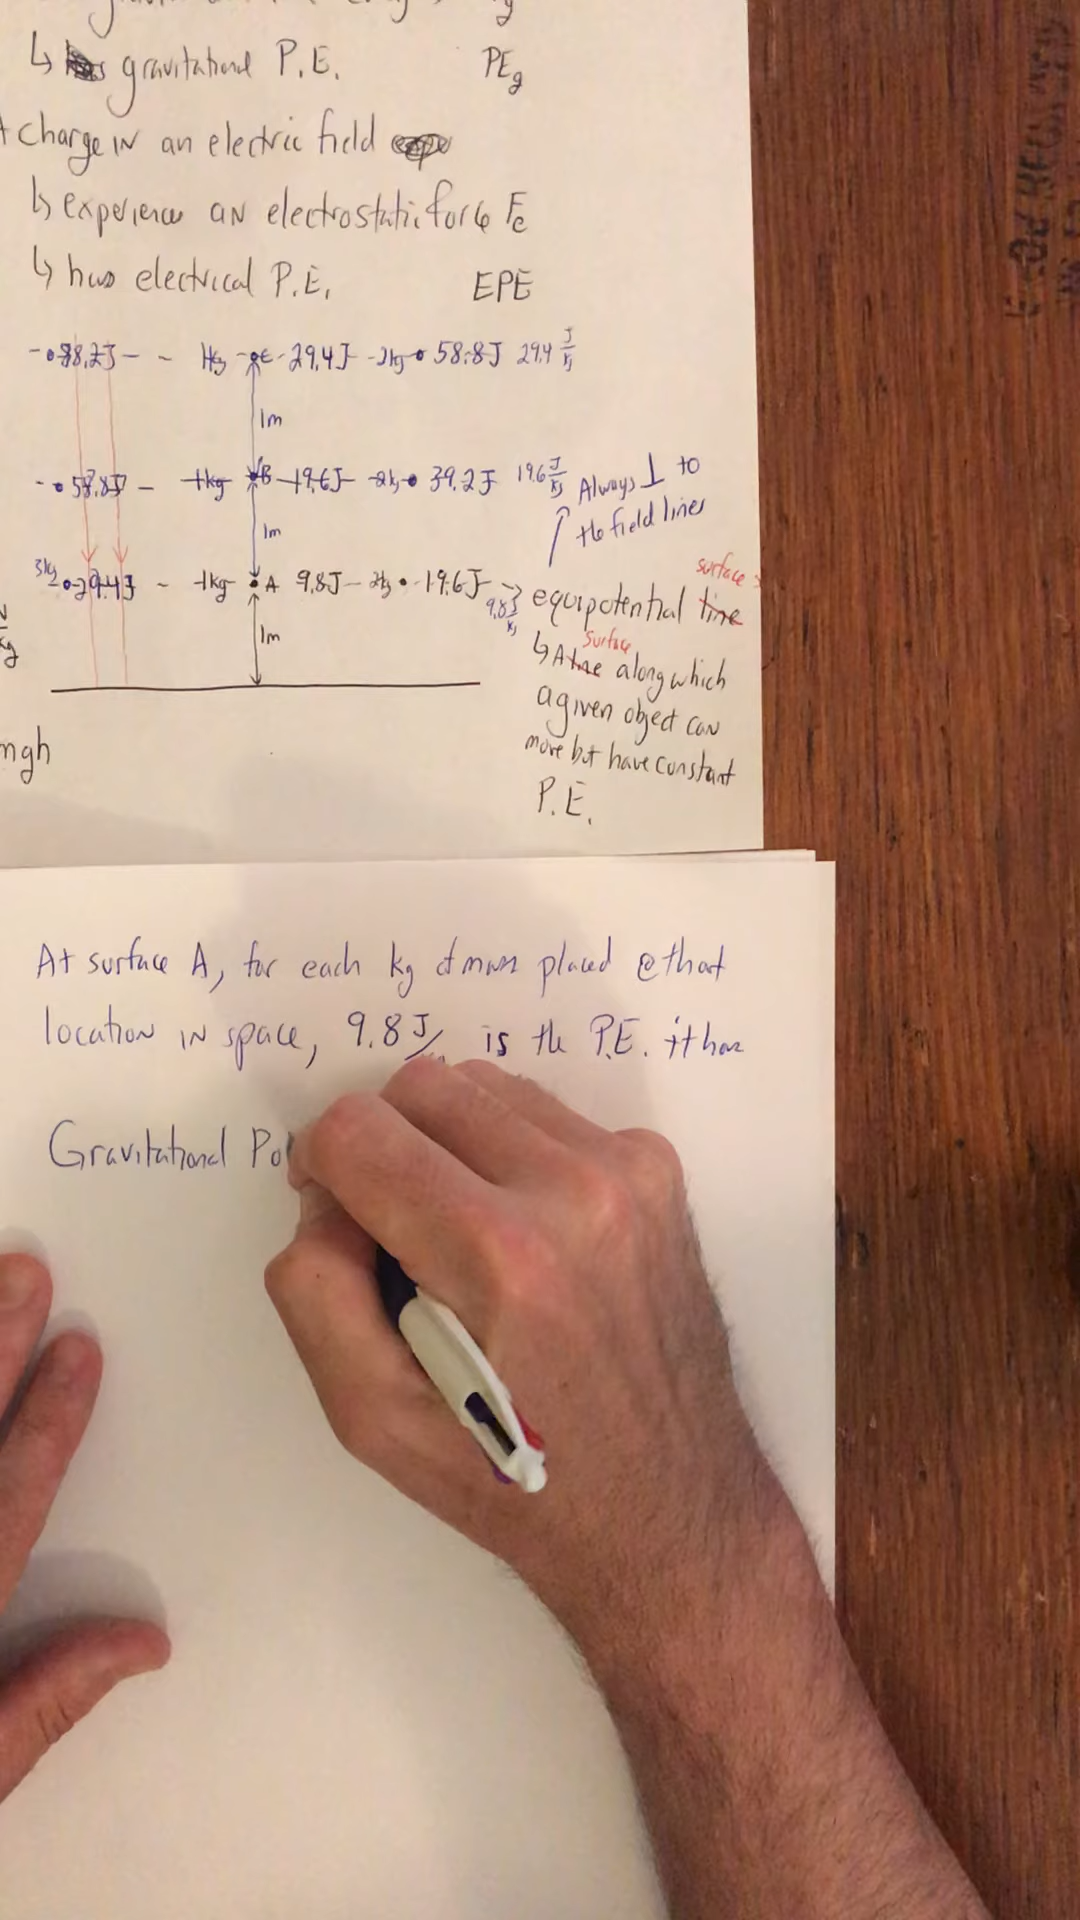 ↳ gravitational P.E. PEg
charge IN an electric field
↳ experience AN electrostatic force Fe
↳ has electrical P.E. EPE
88.2J 1kg C 29.4J 2kg 58.8J 29.4 J/kg
1m
58.8J 1kg B 19.6J 2kg 39.2J 19.6 J/kg
Always ⊥ to
the field lines
1m
3kg 29.4J 1kg A 9.8J 2kg 19.6J 9.8 J/kg
surface
→ equipotential line
1m
surface
↳ A line along which
a given object can
move but have constant
P.E.
mgh
At surface A, for each kg of mass placed @ that
location IN space, 9.8 J/ is the P.E. it has
Gravitational Po